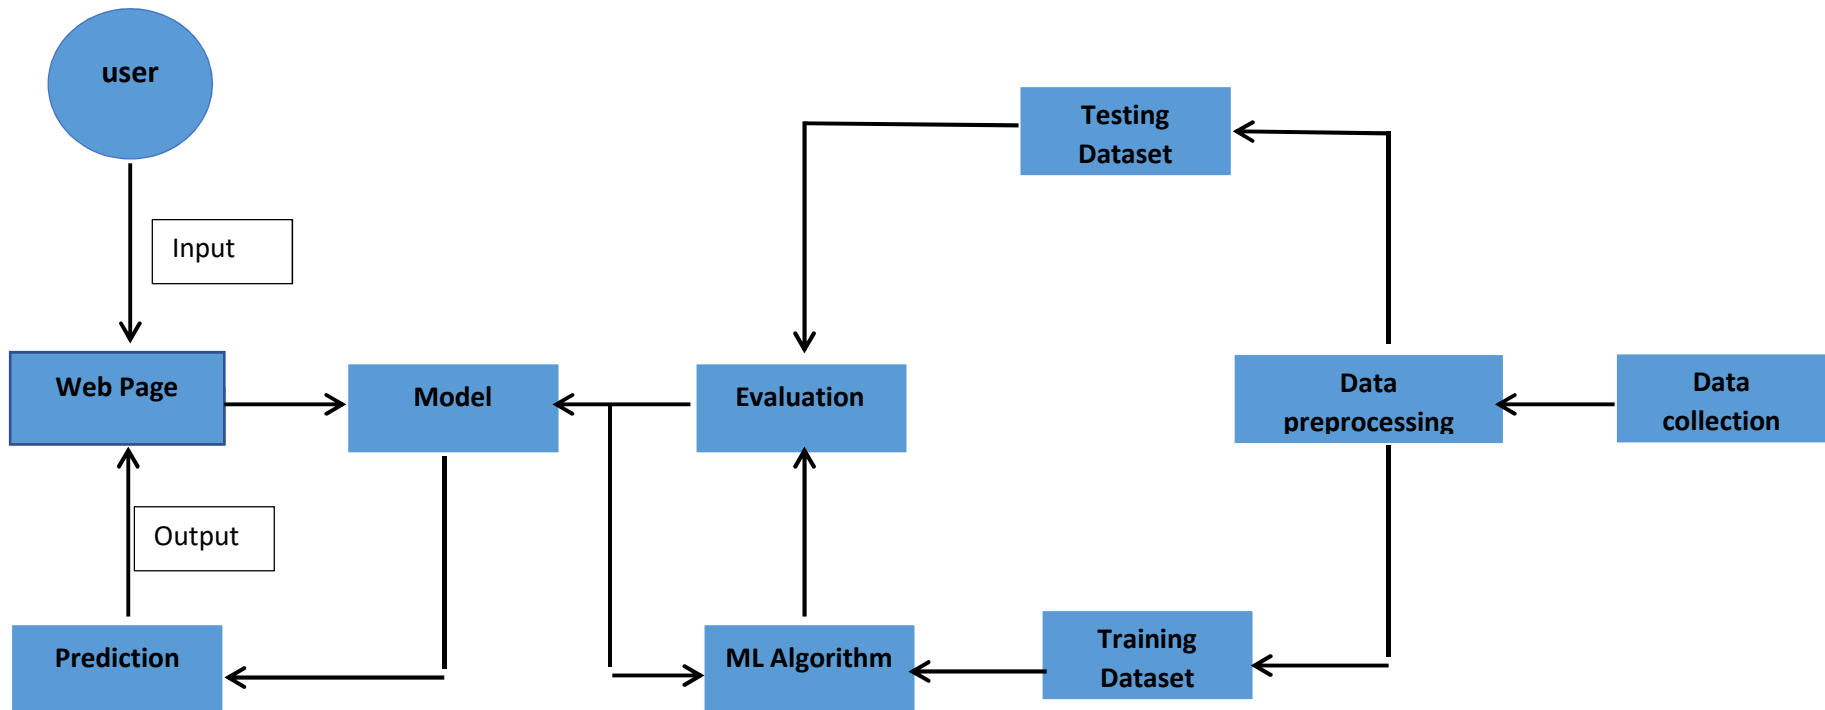 user
Testing
Dataset
Input
Web Page
Model
Evaluation
Data
preprocessing
Data
collection
Output
Prediction
ML Algorithm
Training
Dataset